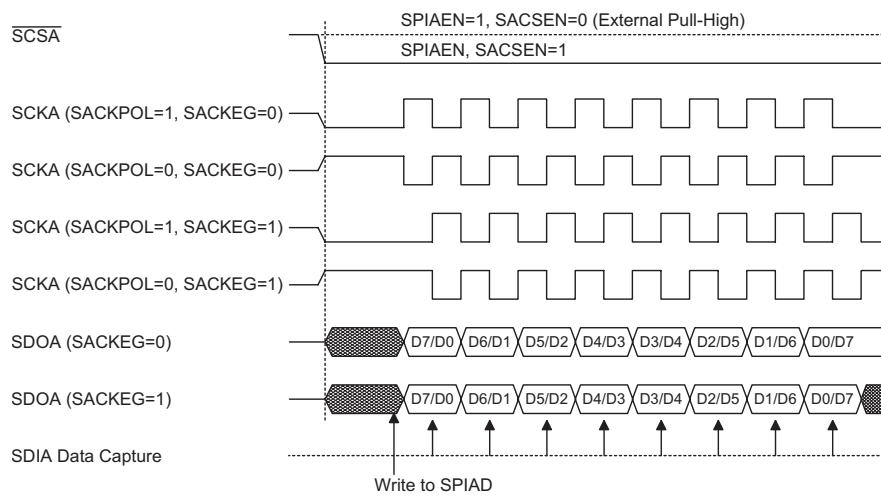 SPIAEN=1, SACSEN=0 (External Pull-High)
SCSA
SPIAEN, SACSEN=1
SCKA (SACKPOL=1, SACKEG=0)
SCKA (SACKPOL=0, SACKEG=0)
SCKA (SACKPOL=1, SACKEG=1)
SCKA (SACKPOL=0, SACKEG=1)
SDOA (SACKEG=0) D7/D0 D6/D1 D5/D2 D4/D3 D3/D4 D2/D5 D1/D6 D0/D7
SDOA (SACKEG=1) D7/D0 D6/D1 D5/D2 D4/D3 D3/D4 D2/D5 D1/D6 D0/D7
SDIA Data Capture
Write to SPIAD